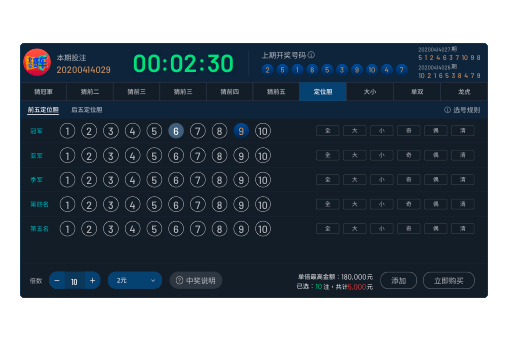 本期投注
20200414029
00:02:30
上期开奖号码
2 5 1 8 5 3 9 10 4 7
20200414027期
5 1 2 4 6 3 7 10 9 8
20200414026期
10 2 1 6 5 3 8 4 7 9
猜冠軍 猜前二 猜前三 猜前三 猜前四 猜前五 定位胆 大小 单双 龙虎
前五定位胆 后五定位胆 选号规则
冠军 1 2 3 4 5 6 7 8 9 10 全 大 小 奇 偶 清
亚军 1 2 3 4 5 6 7 8 9 10 全 大 小 奇 偶 清
季军 1 2 3 4 5 6 7 8 9 10 全 大 小 奇 偶 清
第四名 1 2 3 4 5 6 7 8 9 10 全 大 小 奇 偶 清
第五名 1 2 3 4 5 6 7 8 9 10 全 大 小 奇 偶 清
倍数 − 10 + 2元 中奖说明
单倍最高金额：180,000元
已选：10 注，共计5,000元
添加 立即购买